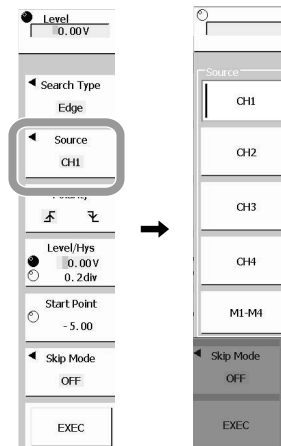 Level
0.00V
Search Type
Edge
Source
CH1
Level/Hys
0.00V
0.2div
Start Point
-5.00
Skip Mode
OFF
EXEC
Source
CH1
CH2
CH3
CH4
M1-M4
Skip Mode
OFF
EXEC